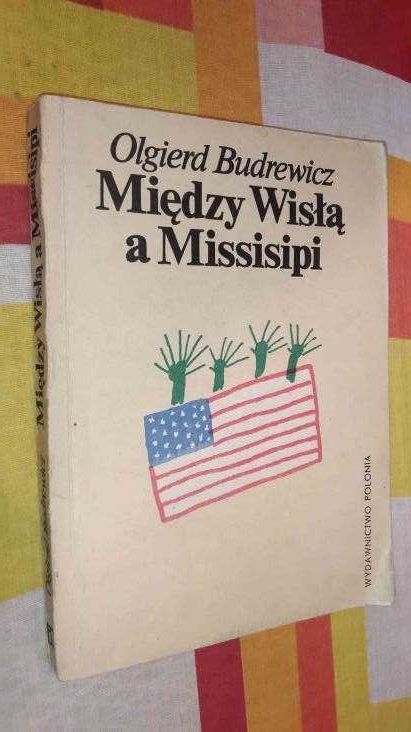 Olgierd Budrewicz
Między Wisłą
a Missisipi
WYDAWNICTWO POLONIA
Między Wisłą a Missisipi